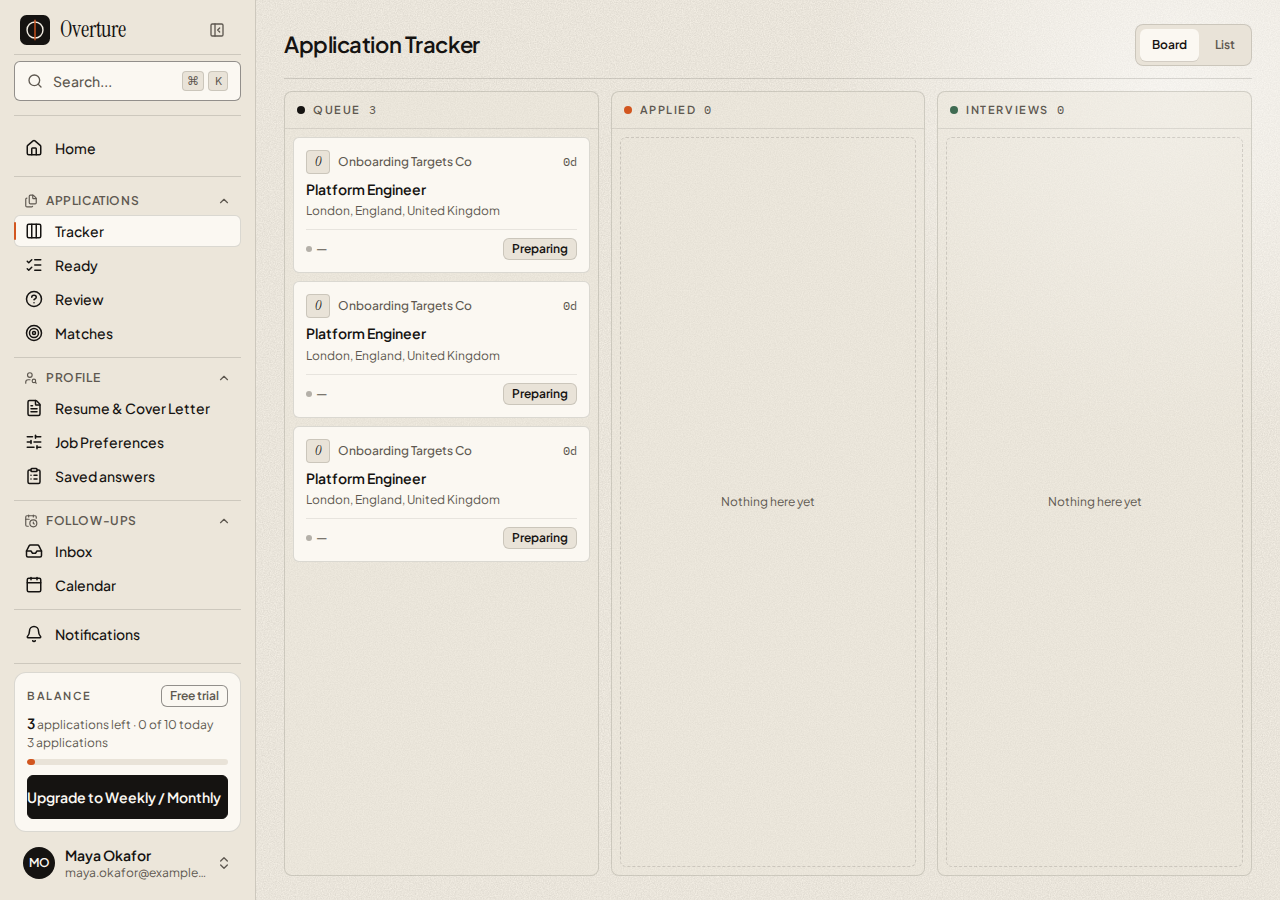 Overture
Search...
⌘ K
Home
APPLICATIONS
Tracker
Ready
Review
Matches
PROFILE
Resume & Cover Letter
Job Preferences
Saved answers
FOLLOW-UPS
Inbox
Calendar
Notifications
BALANCE
Free trial
3 applications left · 0 of 10 today
3 applications
Upgrade to Weekly / Monthly
MO
Maya Okafor
maya.okafor@example...
Application Tracker
Board
List
QUEUE 3
0 Onboarding Targets Co 0d
Platform Engineer
London, England, United Kingdom
— Preparing
0 Onboarding Targets Co 0d
Platform Engineer
London, England, United Kingdom
— Preparing
0 Onboarding Targets Co 0d
Platform Engineer
London, England, United Kingdom
— Preparing
APPLIED 0
Nothing here yet
INTERVIEWS 0
Nothing here yet